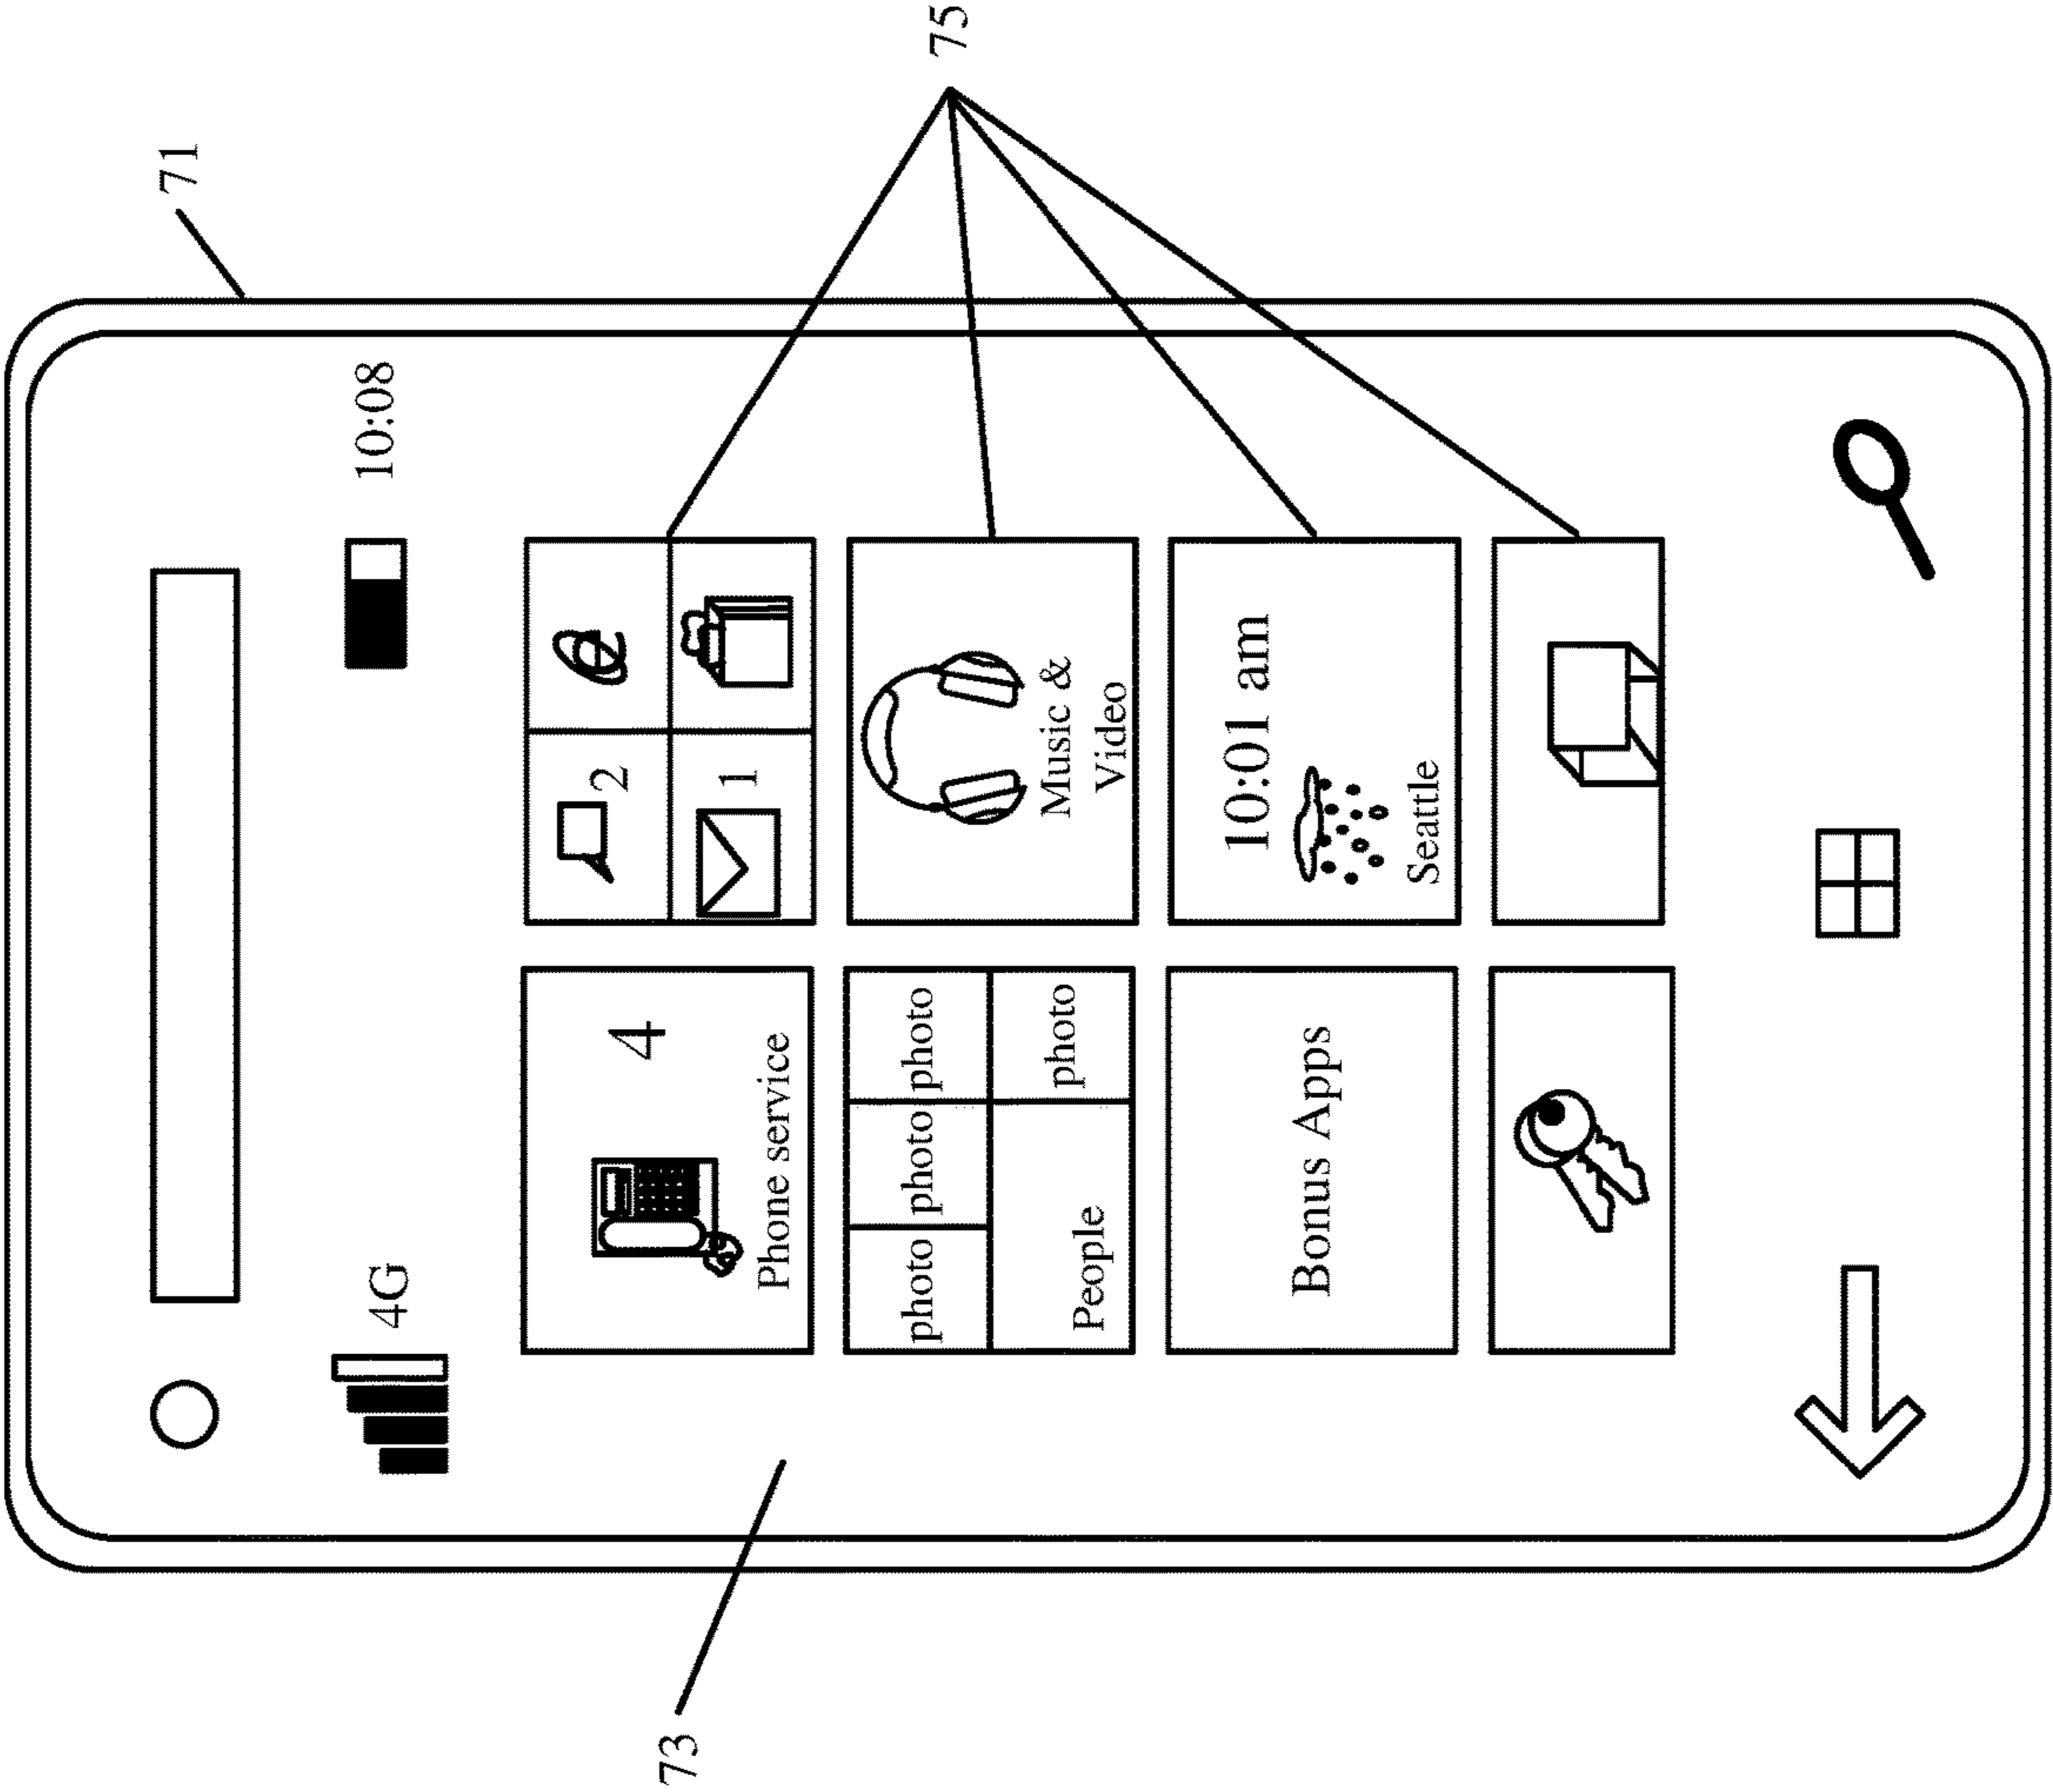 71
4G 10:08
4
Phone service
2
1
73
75
photo photo photo
People photo
Music &
Video
Bonus Apps
10:01 am
Seattle